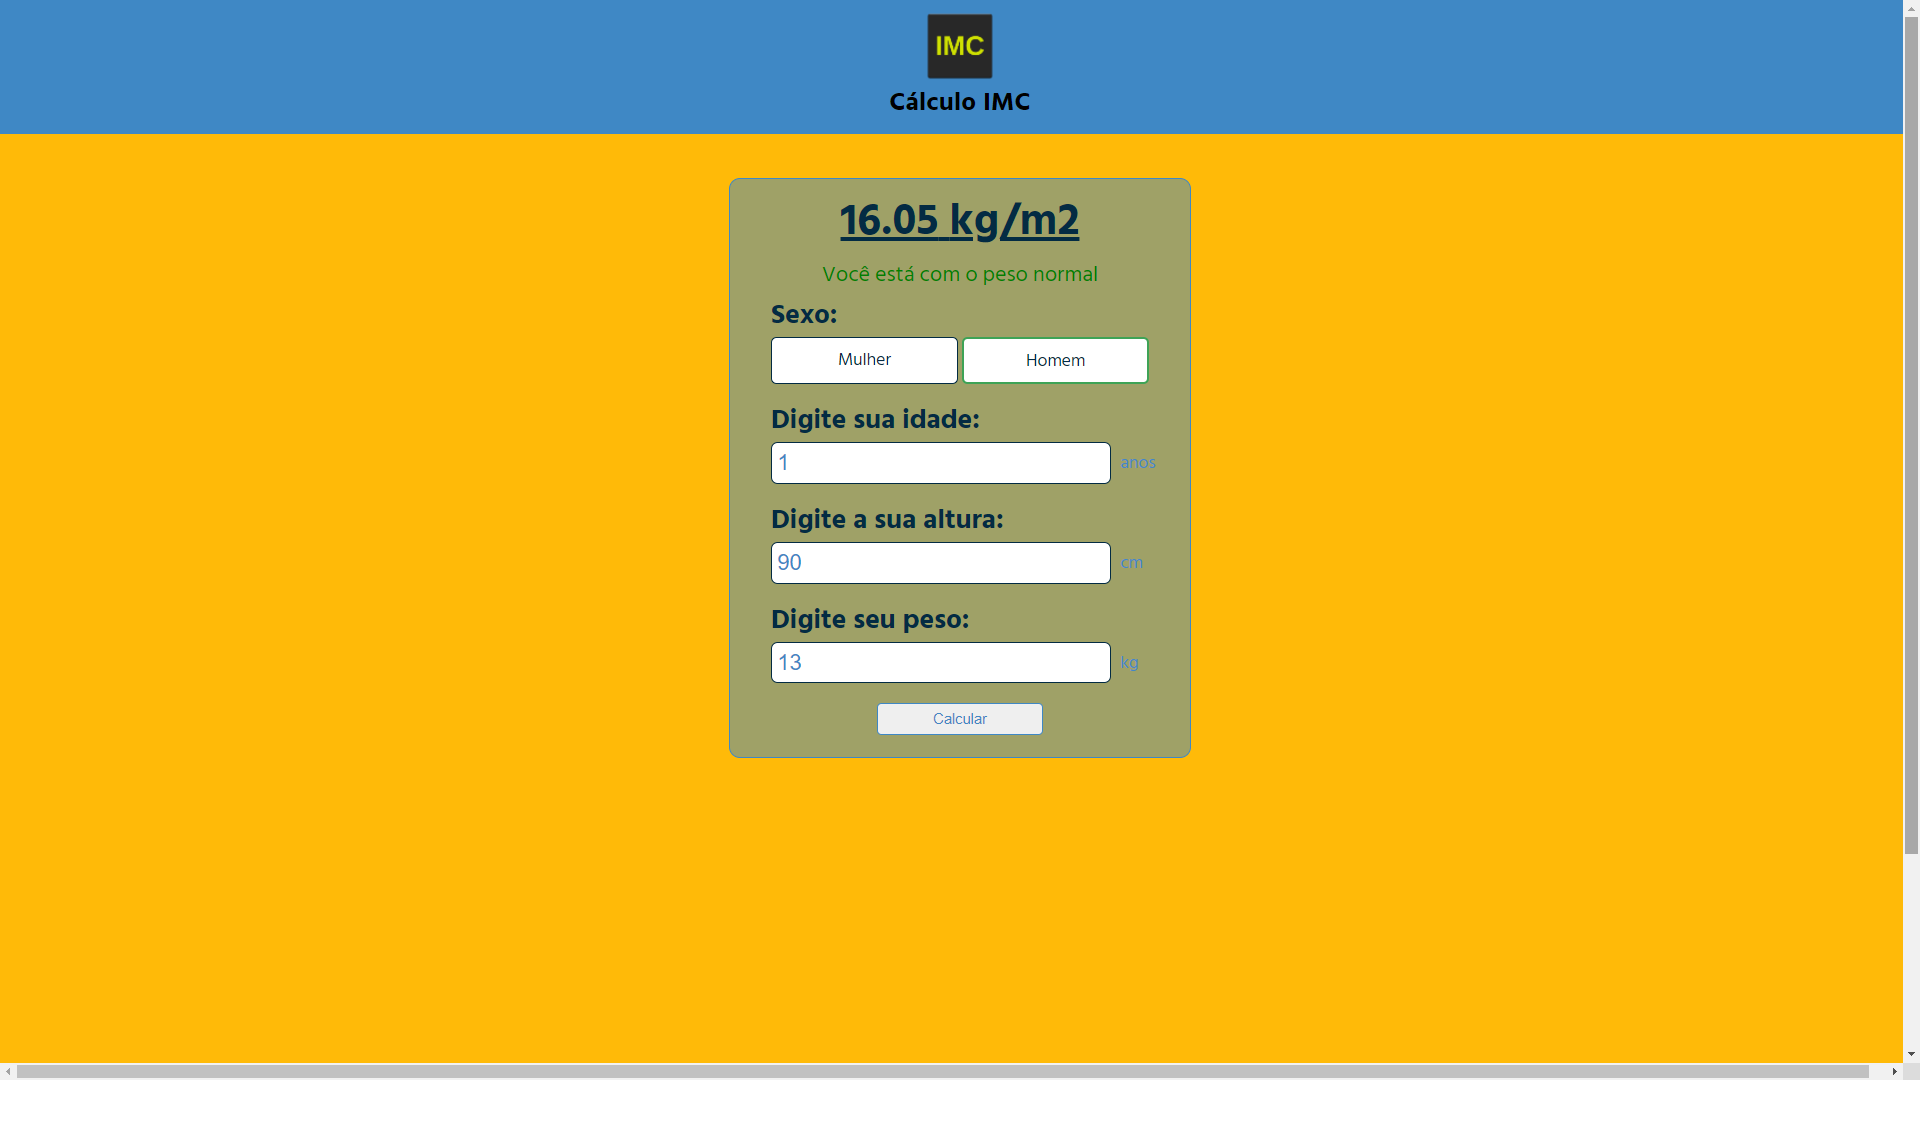 IMC
Cálculo IMC
16.05 kg/m2
Você está com o peso normal
Sexo:
Mulher Homem
Digite sua idade:
1 anos
Digite a sua altura:
90 cm
Digite seu peso:
13 kg
Calcular